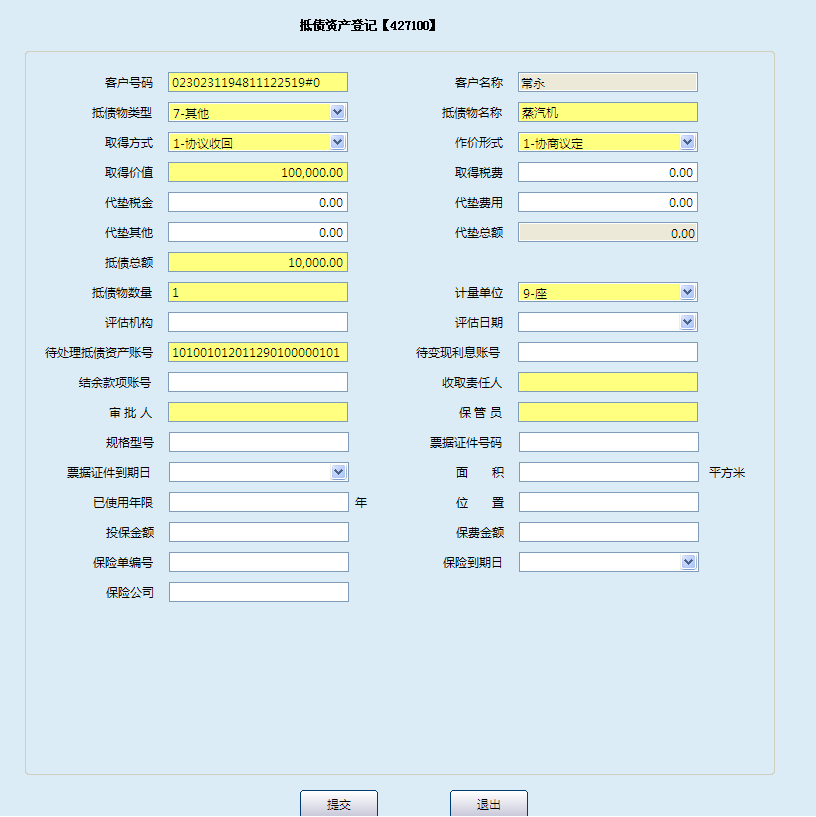 抵债资产登记【427100】
客户号码 0230231194811122519#0 客户名称 常永
抵债物类型 7-其他 抵债物名称 蒸汽机
取得方式 1-协议收回 作价形式 1-协商议定
取得价值 100,000.00 取得税费 0.00
代垫税金 0.00 代垫费用 0.00
代垫其他 0.00 代垫总额 0.00
抵债总额 10,000.00
抵债物数量 1 计量单位 9-座
评估机构 评估日期
待处理抵债资产账号 101001012011290100000101 待变现利息账号
结余款项账号 收取责任人
审 批 人 保 管 员
规格型号 票据证件号码
票据证件到期日 面 积 平方米
已使用年限 年 位 置
投保金额 保费金额
保险单编号 保险到期日
保险公司
提交 退出